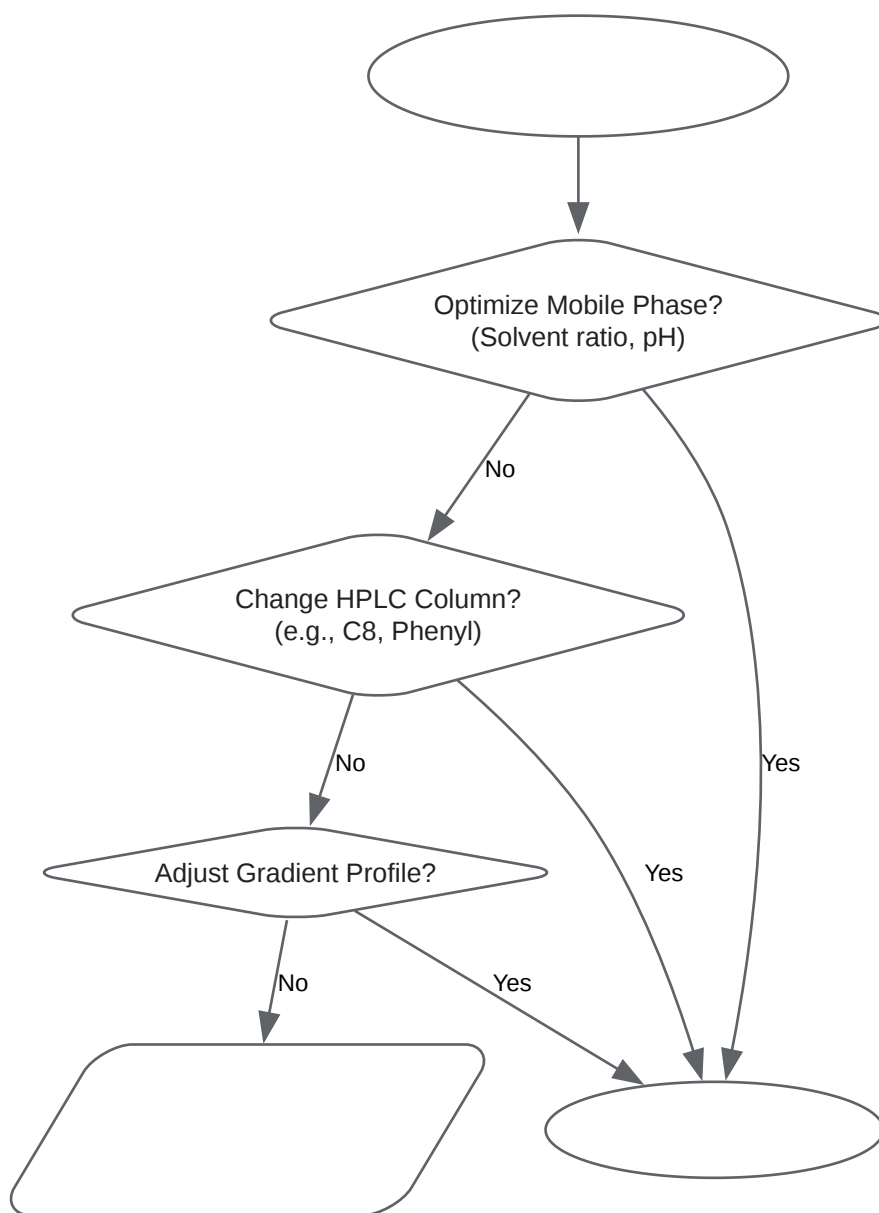 Optimize Mobile Phase?
(Solvent ratio, pH)
No
Change HPLC Column?
(e.g., C8, Phenyl)
No
Yes
Adjust Gradient Profile?
Yes
No
Yes